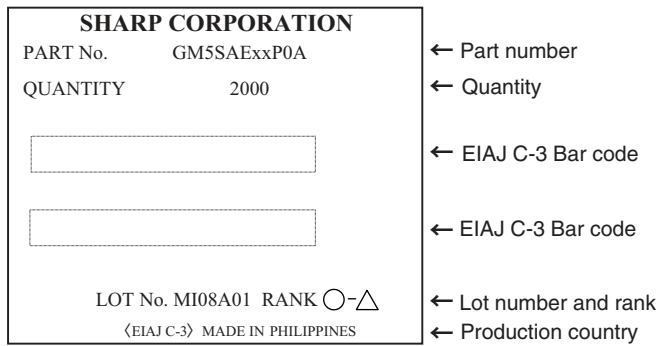 SHARP CORPORATION
PART No. GM5SAExxP0A ← Part number
QUANTITY 2000 ← Quantity
← EIAJ C-3 Bar code
← EIAJ C-3 Bar code
LOT No. MI08A01 RANK ○-△ ← Lot number and rank
〈EIAJ C-3〉 MADE IN PHILIPPINES ← Production country